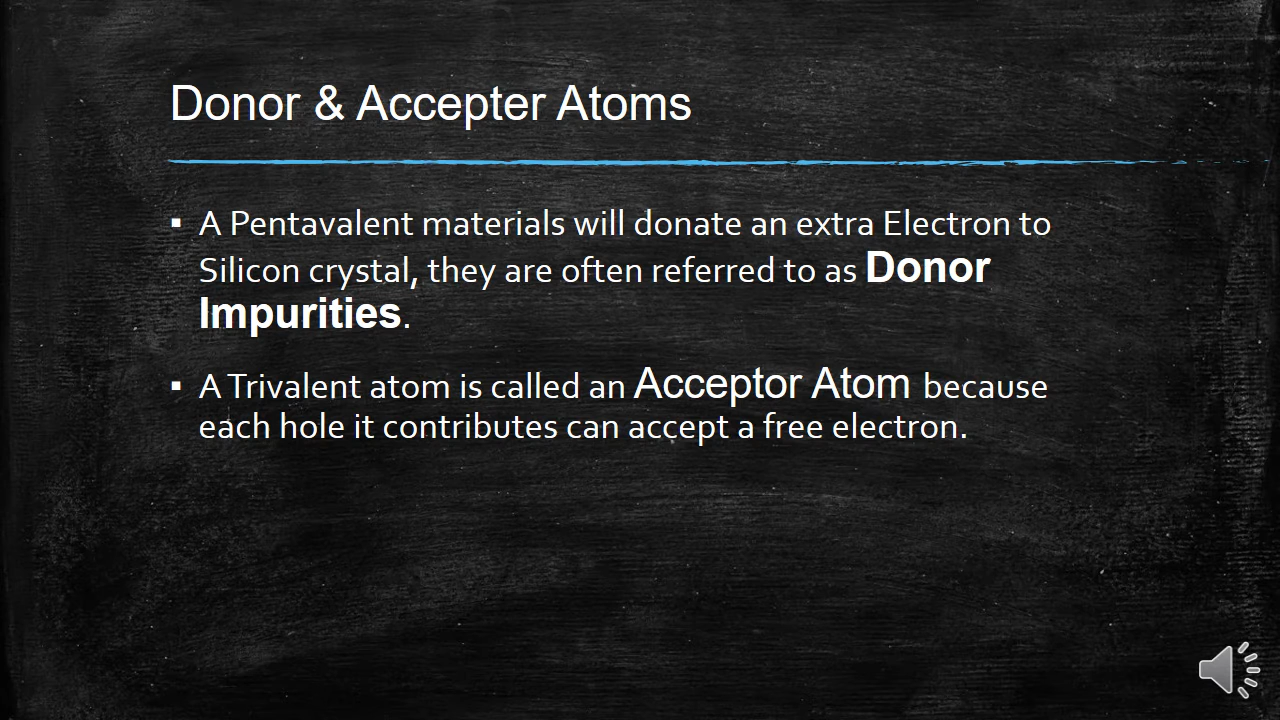 Donor & Accepter Atoms
▪ A Pentavalent materials will donate an extra Electron to
Silicon crystal, they are often referred to as Donor
Impurities.
▪ A Trivalent atom is called an Acceptor Atom because
each hole it contributes can accept a free electron.